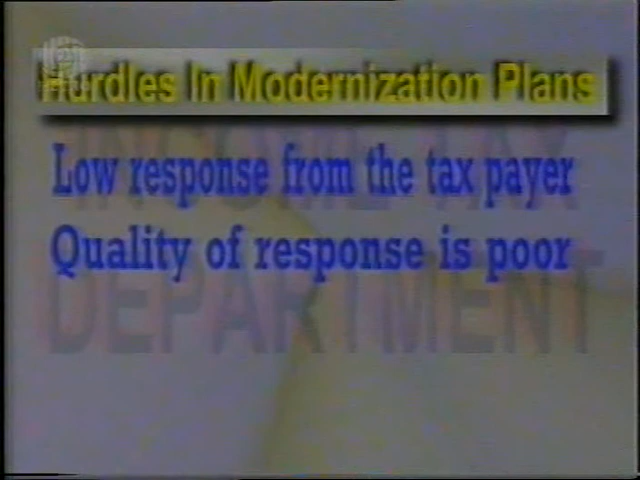 Hurdles In Modernization Plans
Low response from the tax payer
Quality of response is poor
INCOME TAX
DEPARTMENT